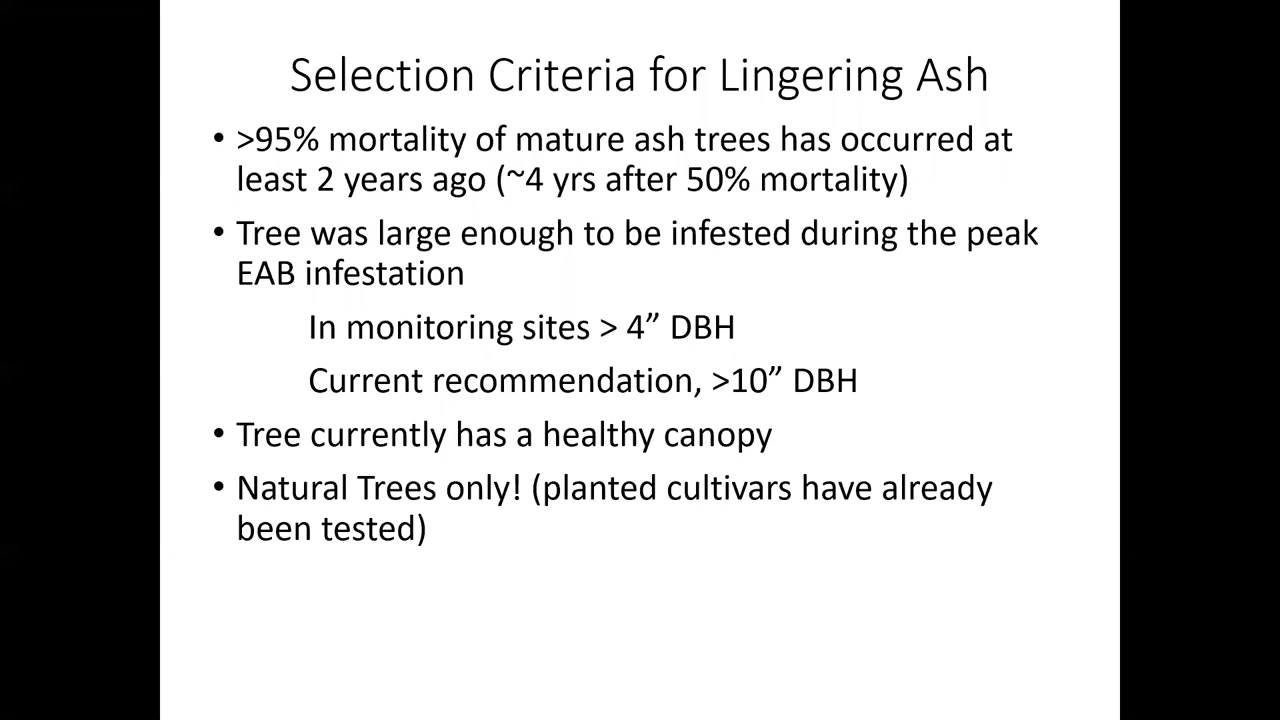 Selection Criteria for Lingering Ash
• >95% mortality of mature ash trees has occurred at
least 2 years ago (~4 yrs after 50% mortality)
• Tree was large enough to be infested during the peak
EAB infestation
In monitoring sites > 4” DBH
Current recommendation, >10” DBH
• Tree currently has a healthy canopy
• Natural Trees only! (planted cultivars have already
been tested)